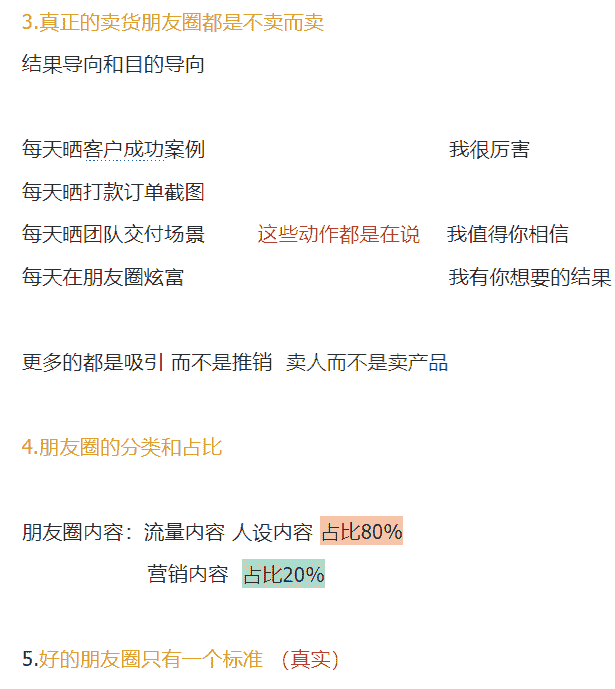 3.真正的卖货朋友圈都是不卖而卖
结果导向和目的导向
每天晒客户成功案例 我很厉害
每天晒打款订单截图
每天晒团队交付场景 这些动作都是在说 我值得你相信
每天在朋友圈炫富 我有你想要的结果
更多的都是吸引 而不是推销 卖人而不是卖产品
4.朋友圈的分类和占比
朋友圈内容：流量内容 人设内容 占比80%
营销内容 占比20%
5.好的朋友圈只有一个标准 （真实）